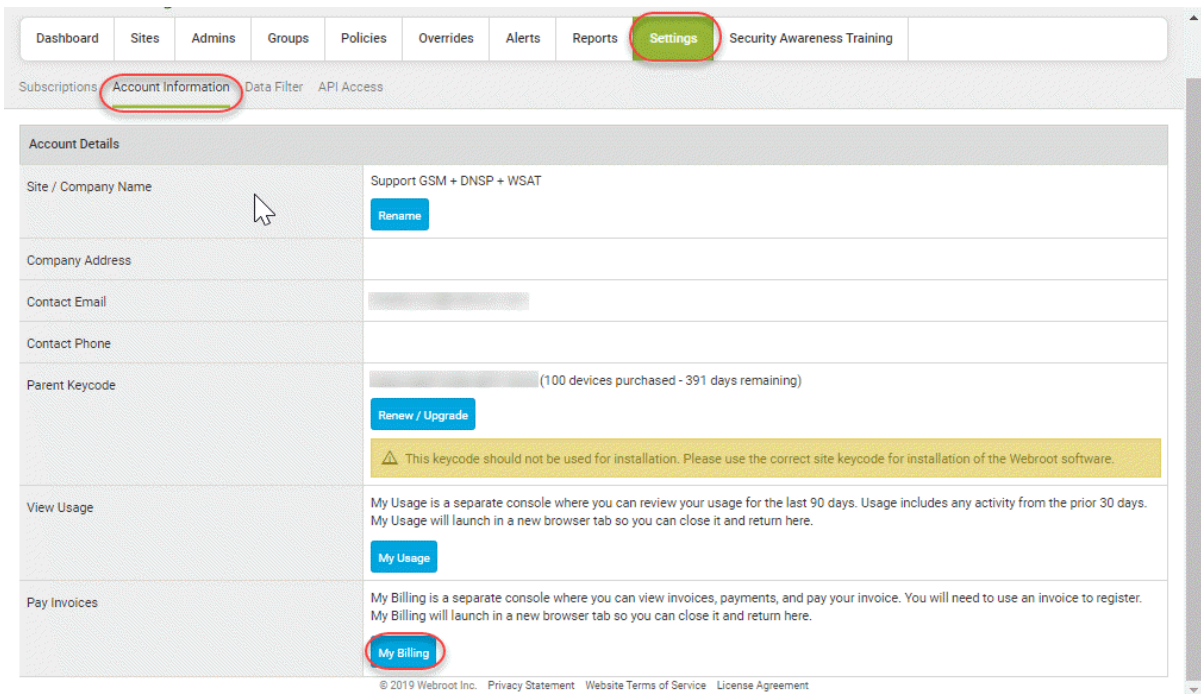 Dashboard Sites Admins Groups Policies Overrides Alerts Reports Settings Security Awareness Training
Subscriptions Account Information Data Filter API Access
Account Details
Site / Company Name
Support GSM + DNSP + WSAT
Rename
Company Address
Contact Email
Contact Phone
Parent Keycode
(100 devices purchased - 391 days remaining)
Renew / Upgrade
This keycode should not be used for installation. Please use the correct site keycode for installation of the Webroot software.
View Usage
My Usage is a separate console where you can review your usage for the last 90 days. Usage includes any activity from the prior 30 days.
My Usage will launch in a new browser tab so you can close it and return here.
My Usage
Pay Invoices
My Billing is a separate console where you can view invoices, payments, and pay your invoice. You will need to use an invoice to register.
My Billing will launch in a new browser tab so you can close it and return here.
My Billing
© 2019 Webroot Inc. Privacy Statement Website Terms of Service License Agreement